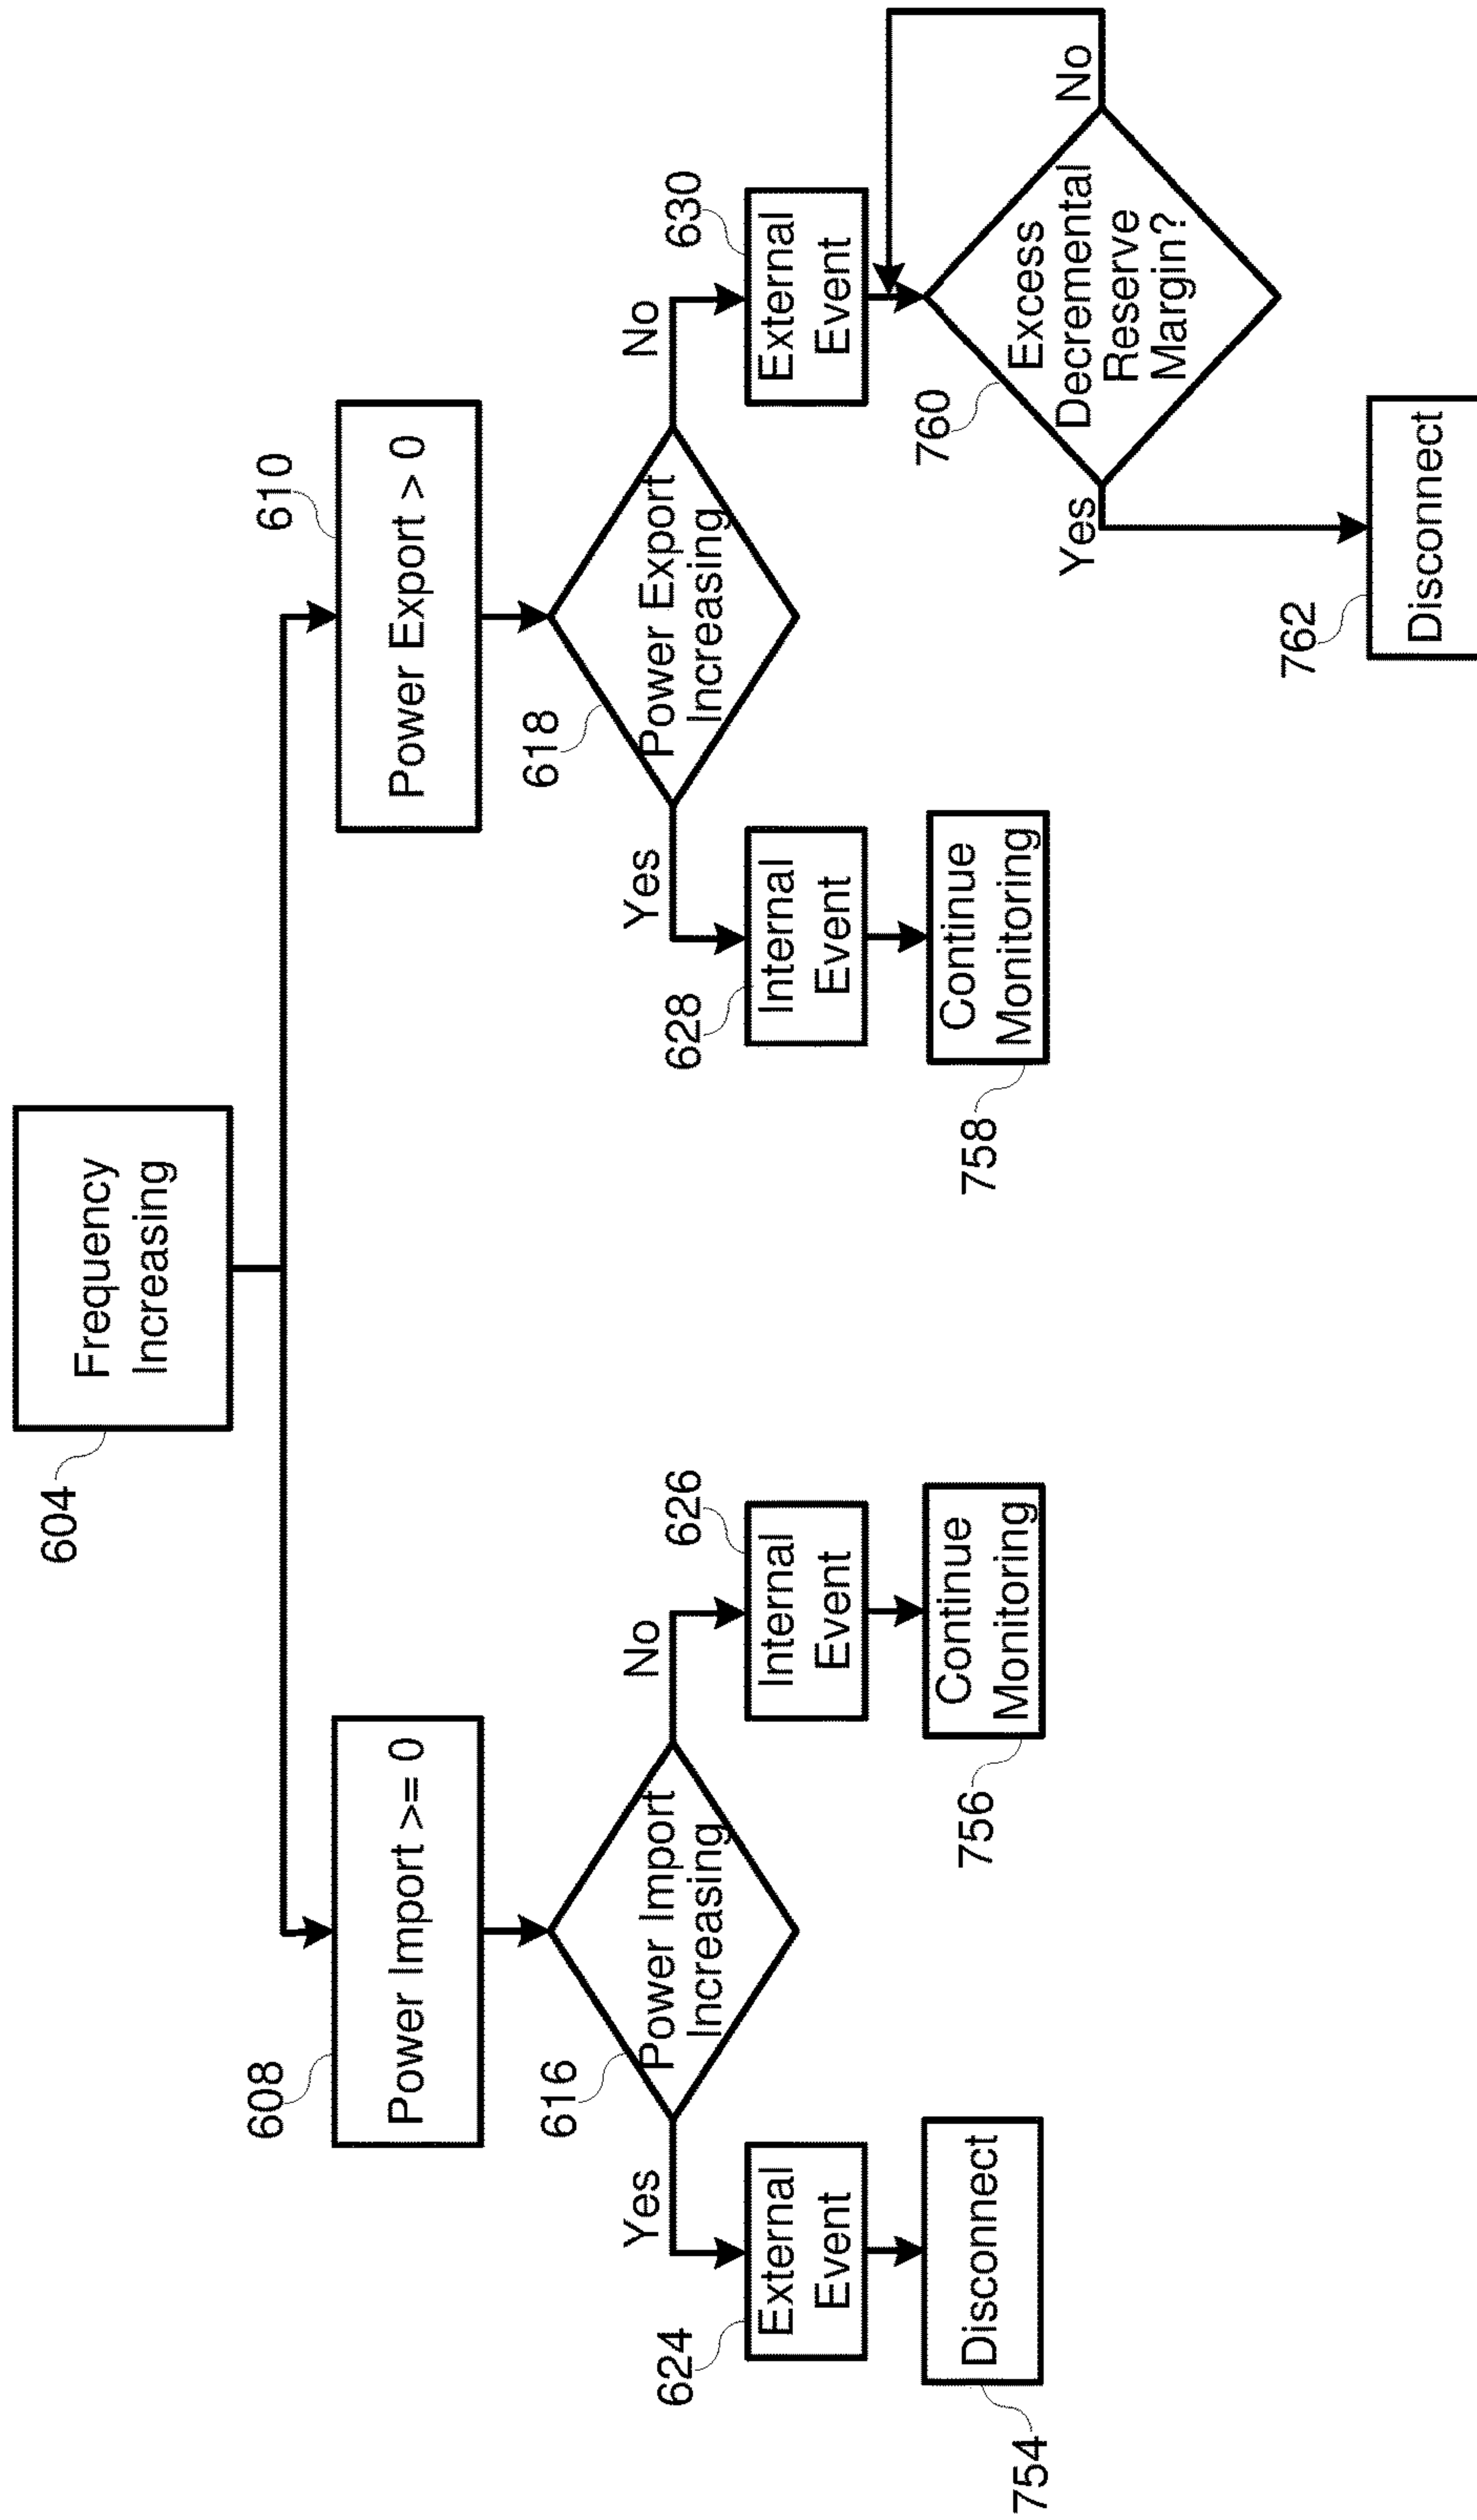 604
Frequency
Increasing
608
Power Import >= 0
610
Power Export > 0
616
Power Import
Increasing
618
Power Export
Increasing
Yes
No
Yes
No
624
External
Event
626
Internal
Event
628
Internal
Event
630
External
Event
754
Disconnect
756
Continue
Monitoring
758
Continue
Monitoring
760
Excess
Decremental
Reserve
Margin?
Yes
No
762
Disconnect